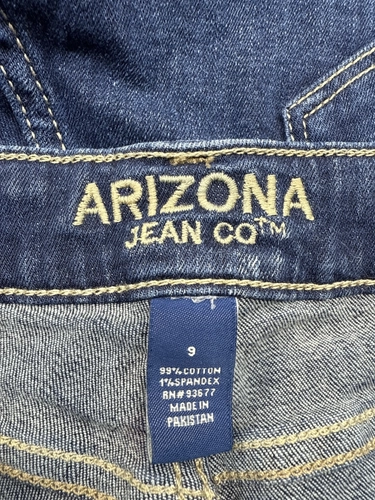 ARIZONA
JEAN CO™
9
99% COTTON
1% SPANDEX
RN# 93677
MADE IN
PAKISTAN